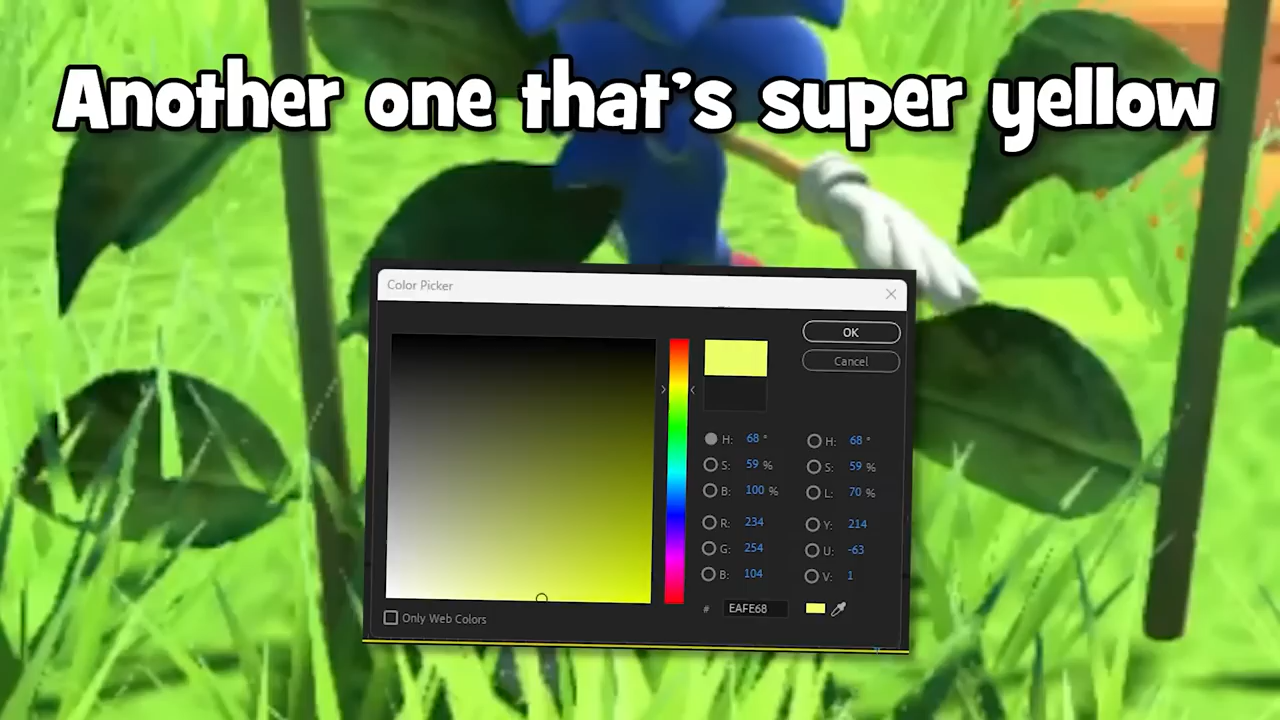 Another one that's super yellow
Color Picker
OK
Cancel
H: 68 °
H: 68 °
S: 59 %
S: 59 %
B: 100 %
L: 70 %
R: 234
Y: 214
G: 254
U: -63
B: 104
V: 1
# EAFE68
Only Web Colors